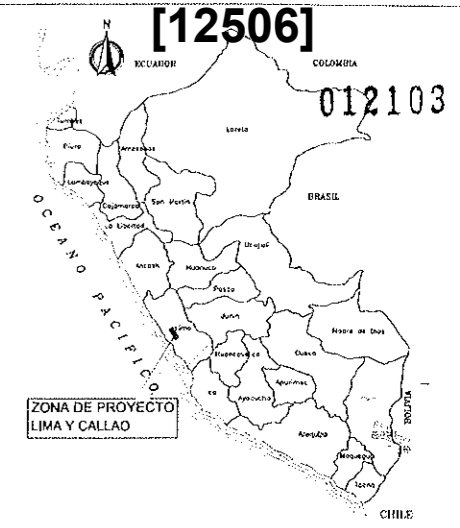 [12506]
N
ECUADOR
COLOMBIA
012103
Tumbes
Piura
Loreto
Amazonas
Lambayeque
BRASIL
Cajamarca
San Martin
La Libertad
Ucayali
Ancash
Huanuco
Pasco
OCEANO PACIFICO
Junin
Lima
Madre de Dios
Huancavelica
Cusco
Ica
Ayacucho
Apurimac
BOLIVIA
ZONA DE PROYECTO
LIMA Y CALLAO
Arequipa
Moquegua
Tacna
CHILE